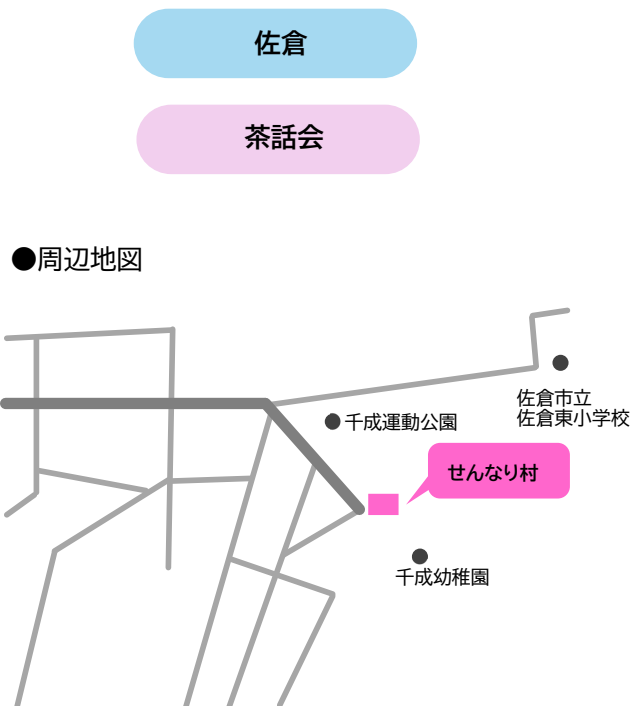 佐倉
茶話会
●周辺地図
佐倉市立
佐倉東小学校
千成運動公園
せんなり村
千成幼稚園